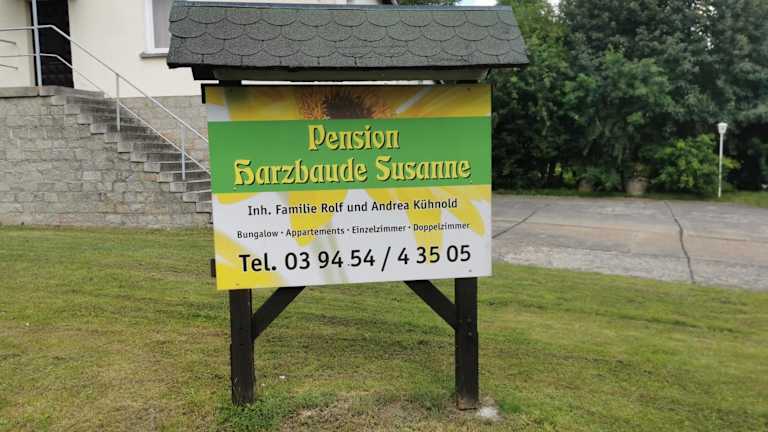 Pension
Harzbaude Susanne
Inh. Familie Rolf und Andrea Kühnold
Bungalow · Appartements · Einzelzimmer · Doppelzimmer
Tel. 03 94 54 / 4 35 05